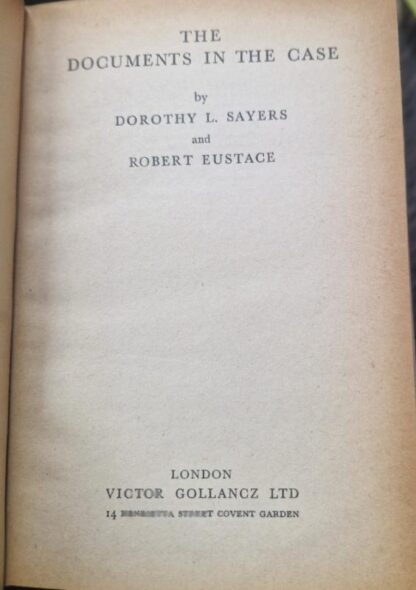 THE
DOCUMENTS IN THE CASE
by
DOROTHY L. SAYERS
and
ROBERT EUSTACE
LONDON
VICTOR GOLLANCZ LTD
14 HENRIETTA STREET COVENT GARDEN